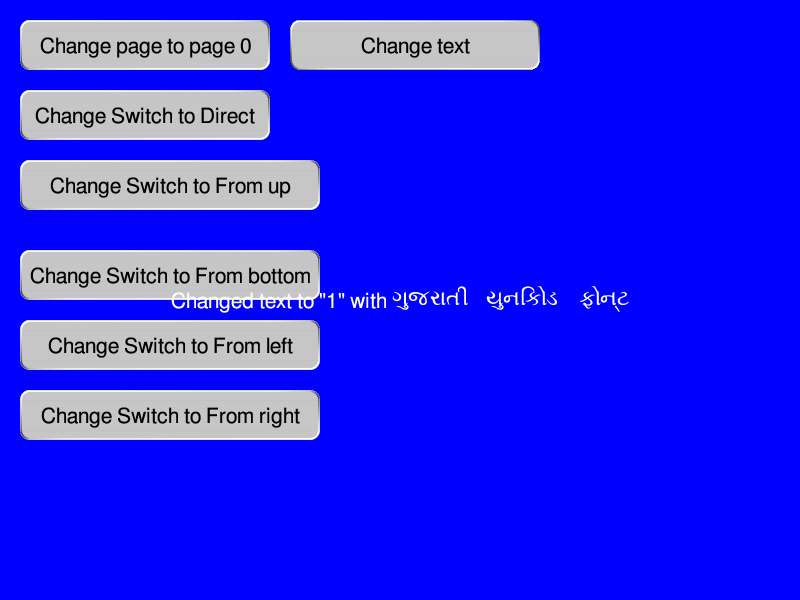 Change page to page 0
Change text
Change Switch to Direct
Change Switch to From up
Change Switch to From bottom
Changed text to "1" with ગુજરાતી યુનિકોડ ફોન્ટ
Change Switch to From left
Change Switch to From right